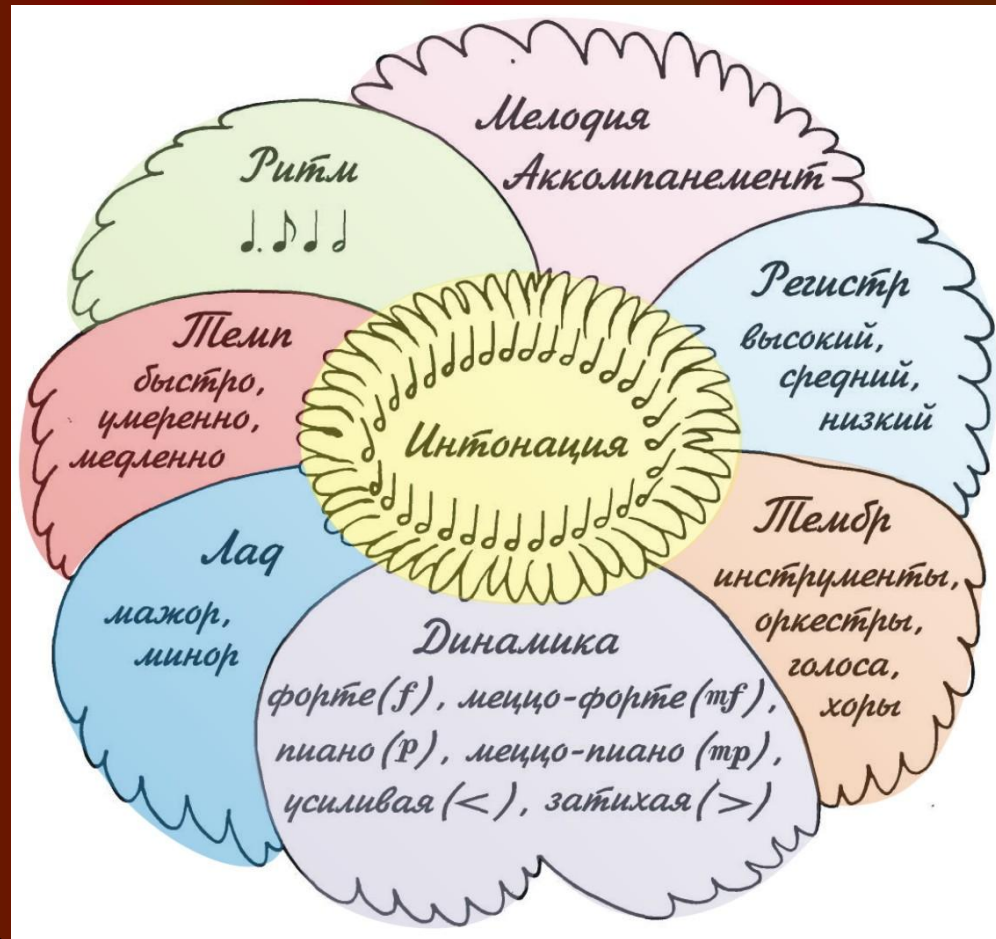 Мелодия
Аккомпанемент
Ритм
Регистр
высокий,
средний,
низкий
Темп
быстро,
умеренно,
медленно
Интонация
Тембр
инструменты,
оркестры,
голоса,
хоры
Лад
мажор,
минор
Динамика
форте(f), меццо-форте(mf),
пиано(p), меццо-пиано(mp),
усиливая(<), затихая(>)